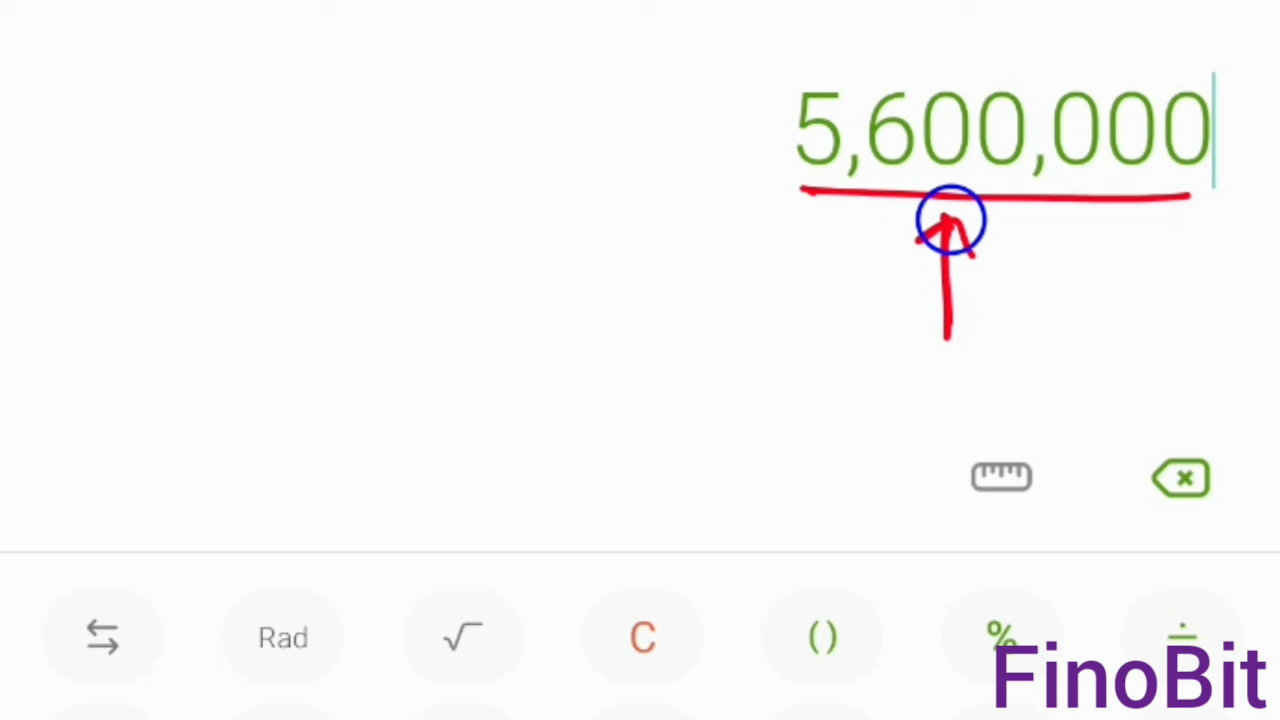 5,600,000
Rad
√
C
()
%
÷
FinoBit